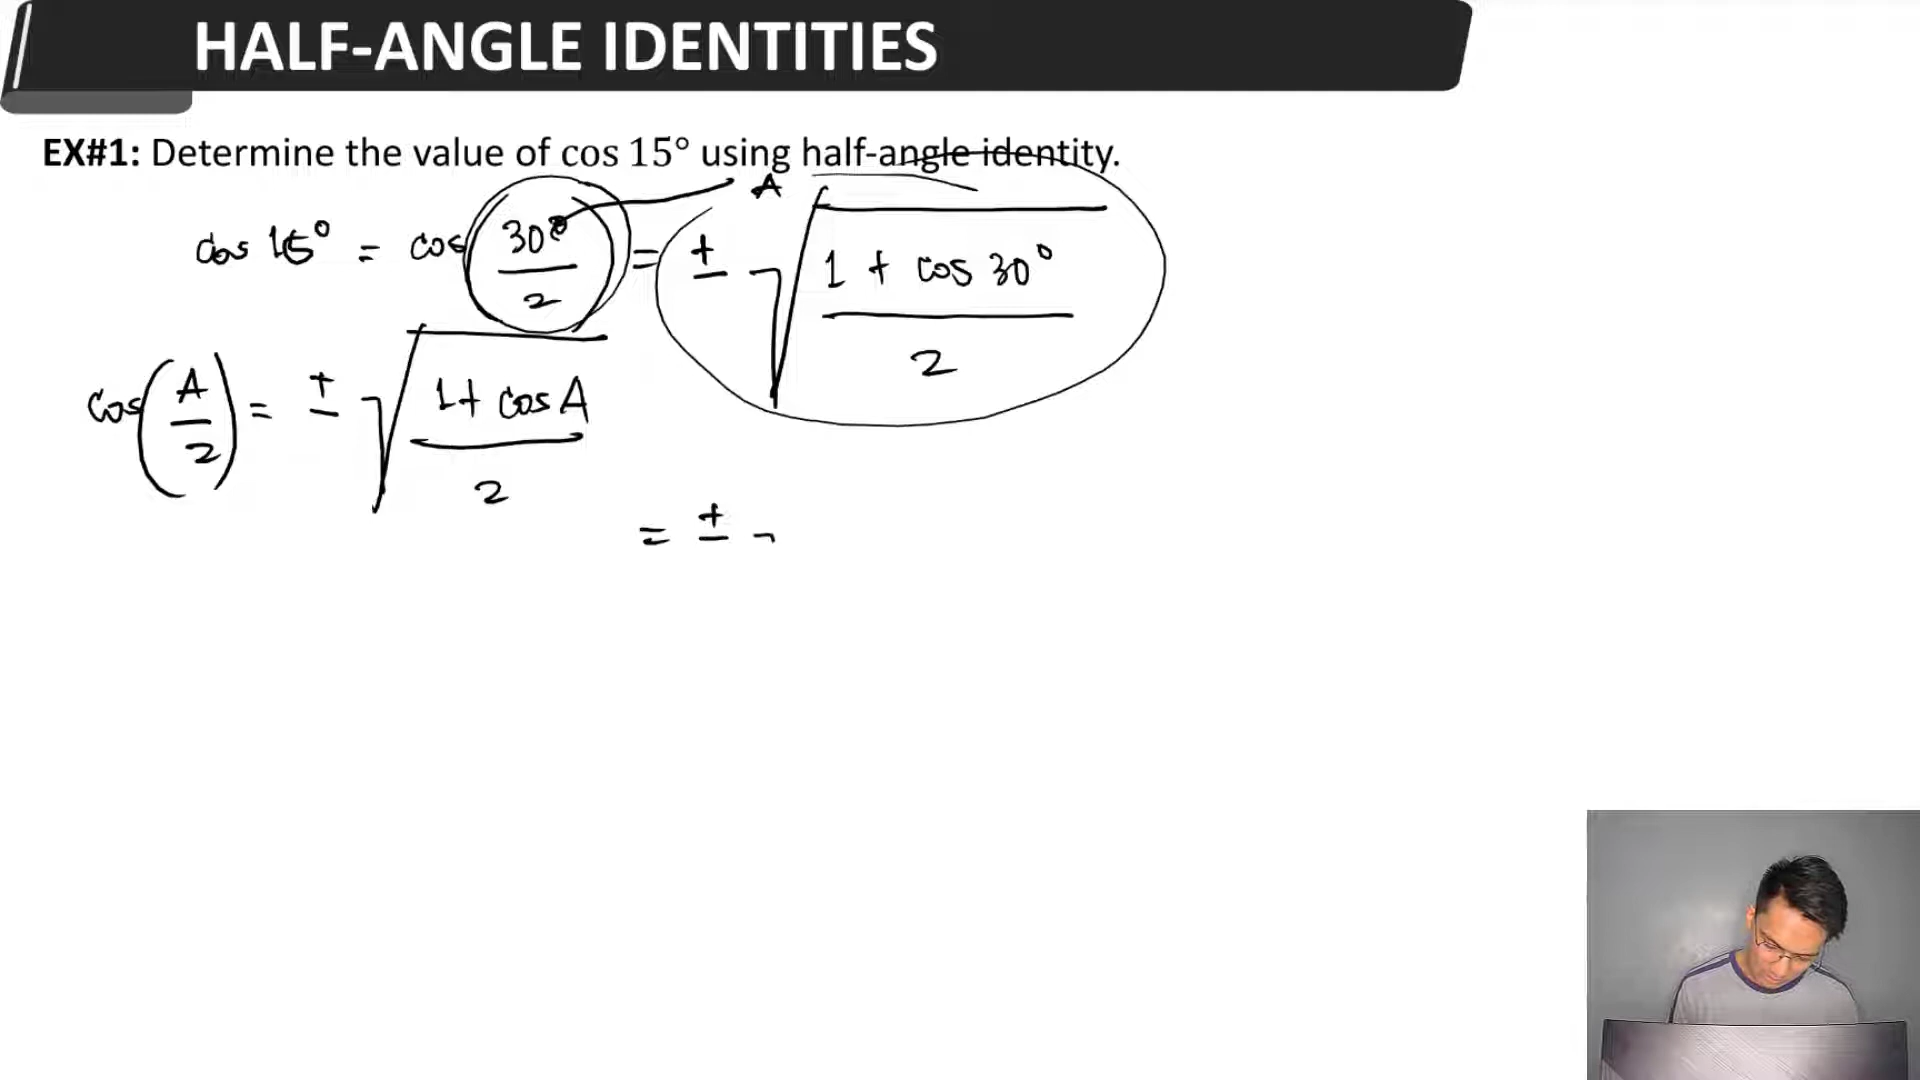 HALF-ANGLE IDENTITIES
EX#1: Determine the value of cos 15° using half-angle identity.
A
cos 15° = cos(30°/2) = ± √((1 + cos 30°)/2)
cos(A/2) = ± √((1 + cos A)/2)
= ±